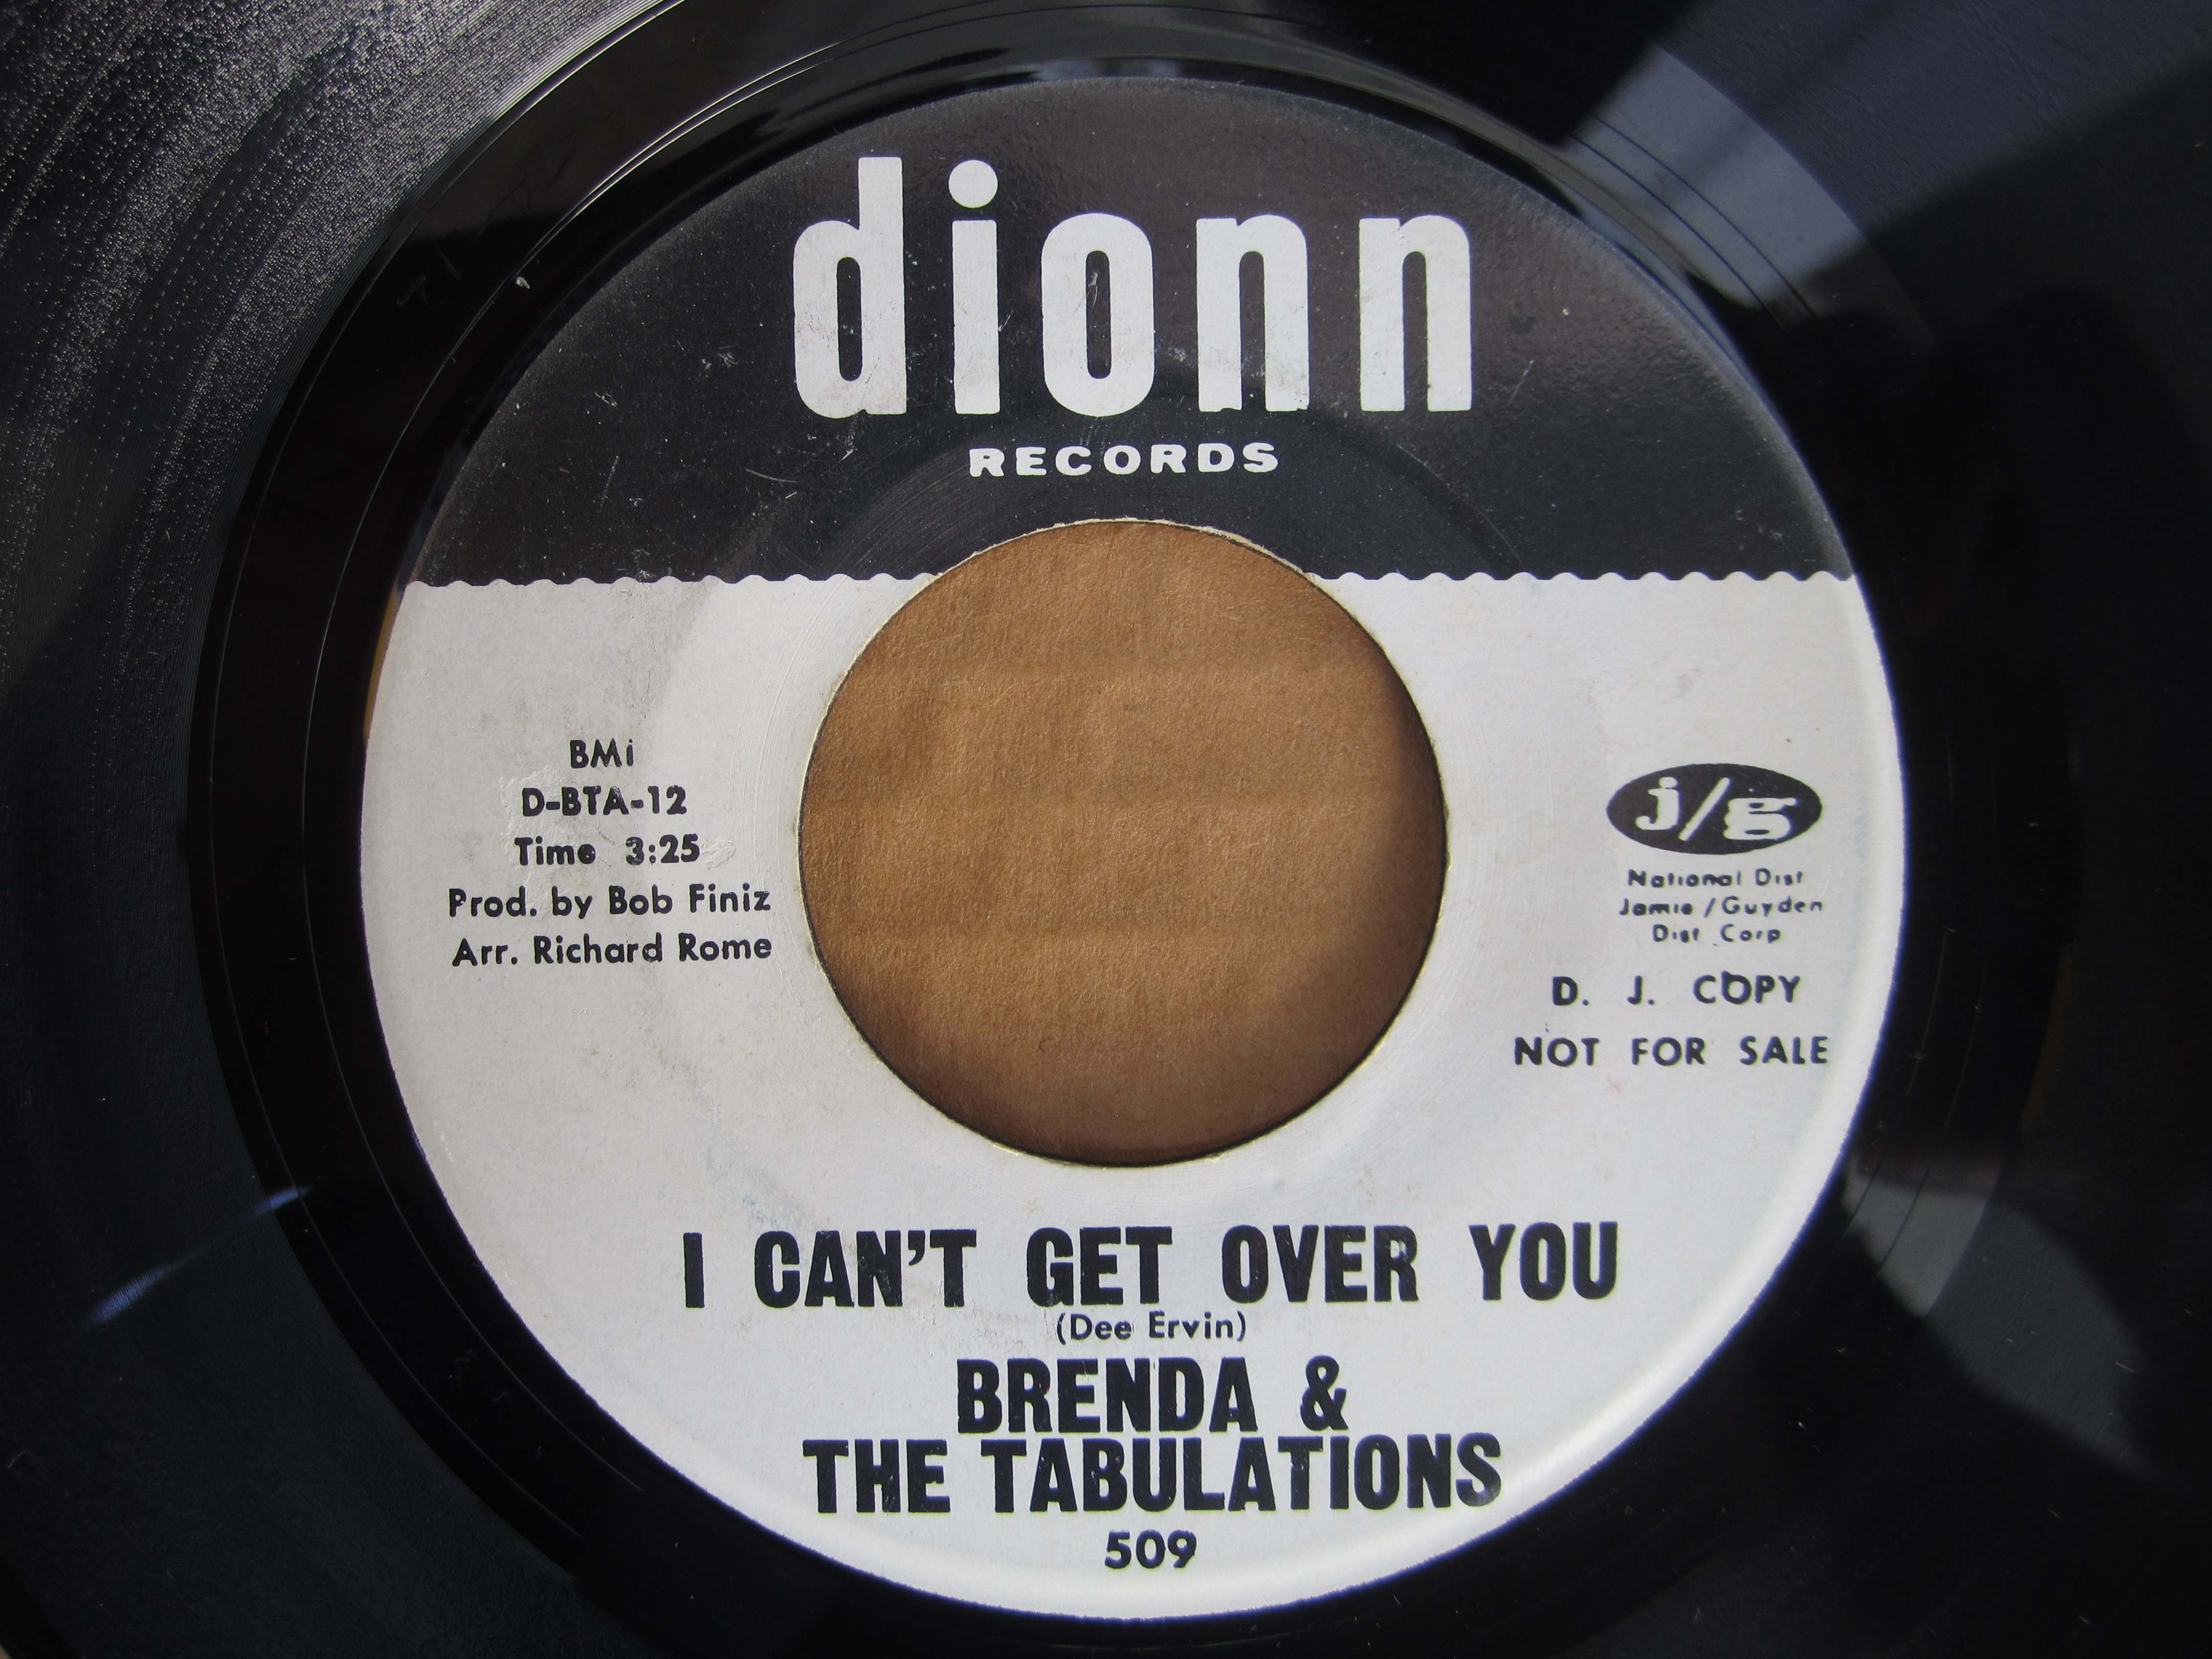 dionn
RECORDS
BMi
D-BTA-12
Time 3:25
Prod. by Bob Finiz
Arr. Richard Rome
j/g
National Dist
Jamie / Guyden
Dist Corp
D. J. COPY
NOT FOR SALE
I CAN'T GET OVER YOU
(Dee Ervin)
BRENDA &
THE TABULATIONS
509